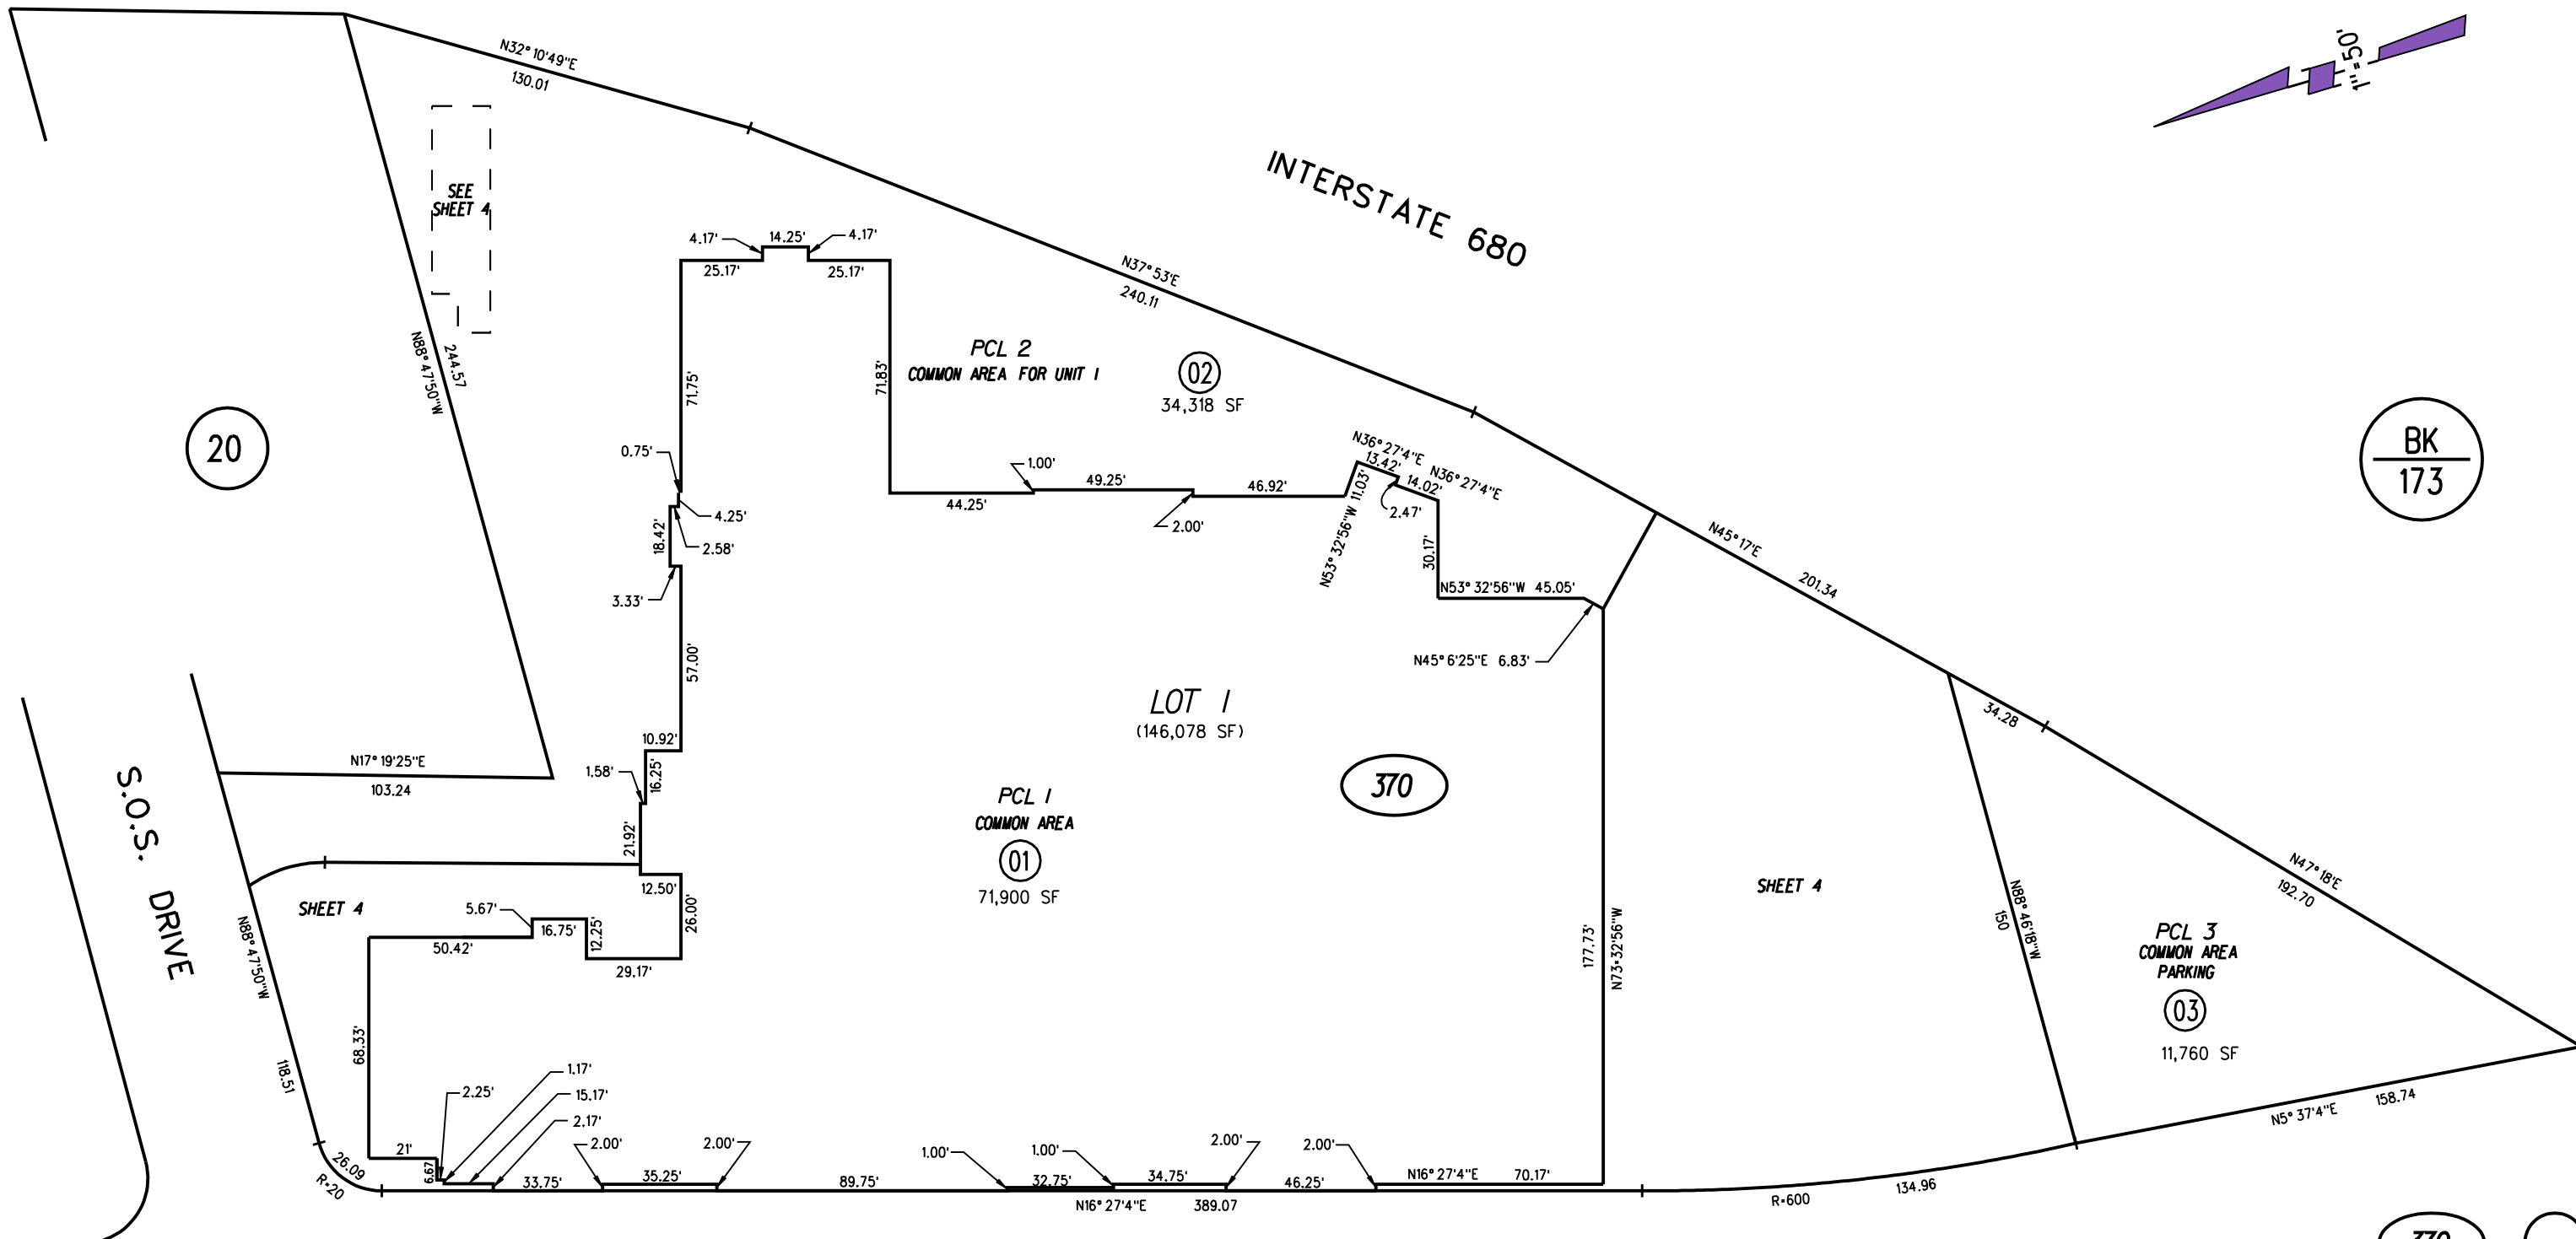 N32°10'49"E
130.01
1"=50'
INTERSTATE 680
SEE
SHEET 4
4.17'
14.25'
4.17'
25.17'
25.17'
N37°53'E
240.11
N88°47'50"W
244.57
71.75'
71.83'
PCL 2
COMMON AREA FOR UNIT 1
02
34,318 SF
20
BK
173
0.75'
4.25'
18.42'
2.58'
3.33'
1.00'
49.25'
44.25'
46.92'
2.00'
N36°27'4"E
13.42'
N36°27'4"E
14.02'
N53°32'56"W 11.03'
2.47'
30.17'
N53°32'56"W 45.05'
N45°6'25"E 6.83'
N45°17'E
201.34
57.00'
LOT 1
(146,078 SF)
370
34.28
10.92'
1.58'
16.25'
21.92'
N17°19'25"E
103.24
S.O.S. DRIVE
PCL 1
COMMON AREA
01
71,900 SF
12.50'
26.00'
SHEET 4
5.67'
16.75'
12.25'
50.42'
29.17'
N88°47'50"W
118.51
68.33'
177.73'
N73°32'56"W
SHEET 4
N88°46'18"W
150
N47°18'E
192.70
PCL 3
COMMON AREA
PARKING
03
11,760 SF
N5°37'4"E
158.74
1.17'
2.25'
15.17'
2.17'
21'
6.67
26.09
R=20
2.00'
33.75'
35.25'
2.00'
89.75'
1.00'
32.75'
1.00'
34.75'
2.00'
46.25'
2.00'
N16°27'4"E 70.17'
N16°27'4"E 389.07
R=600
134.96
370